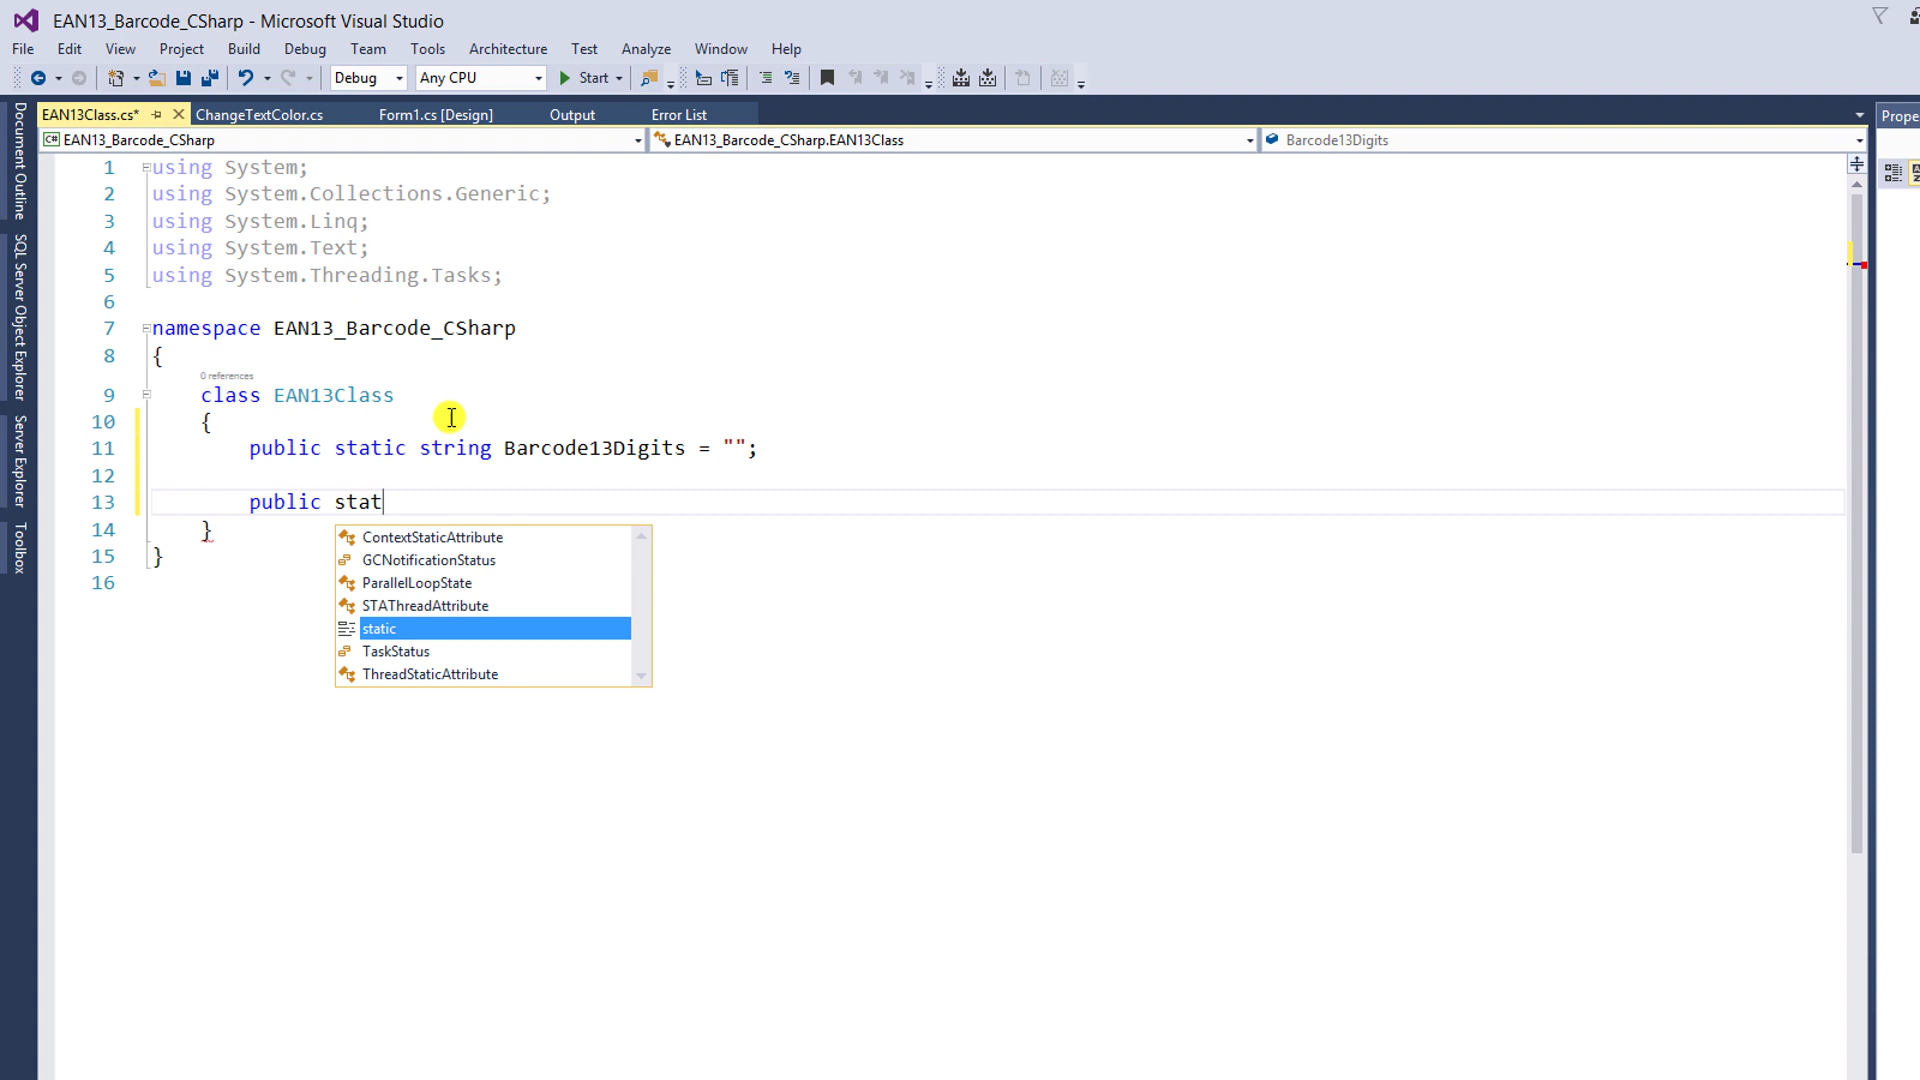 EAN13_Barcode_CSharp - Microsoft Visual Studio
File Edit View Project Build Debug Team Tools Architecture Test Analyze Window Help
Debug Any CPU Start
EAN13Class.cs* ChangeTextColor.cs Form1.cs [Design] Output Error List
Prope
EAN13_Barcode_CSharp EAN13_Barcode_CSharp.EAN13Class Barcode13Digits
Document Outline
SQL Server Object Explorer
Server Explorer
Toolbox
1 using System;
2 using System.Collections.Generic;
3 using System.Linq;
4 using System.Text;
5 using System.Threading.Tasks;
6
7 namespace EAN13_Barcode_CSharp
8 {
0 references
9 class EAN13Class
10 {
11 public static string Barcode13Digits = "";
12
13 public stat
14 }
15 }
16
ContextStaticAttribute
GCNotificationStatus
ParallelLoopState
STAThreadAttribute
static
TaskStatus
ThreadStaticAttribute